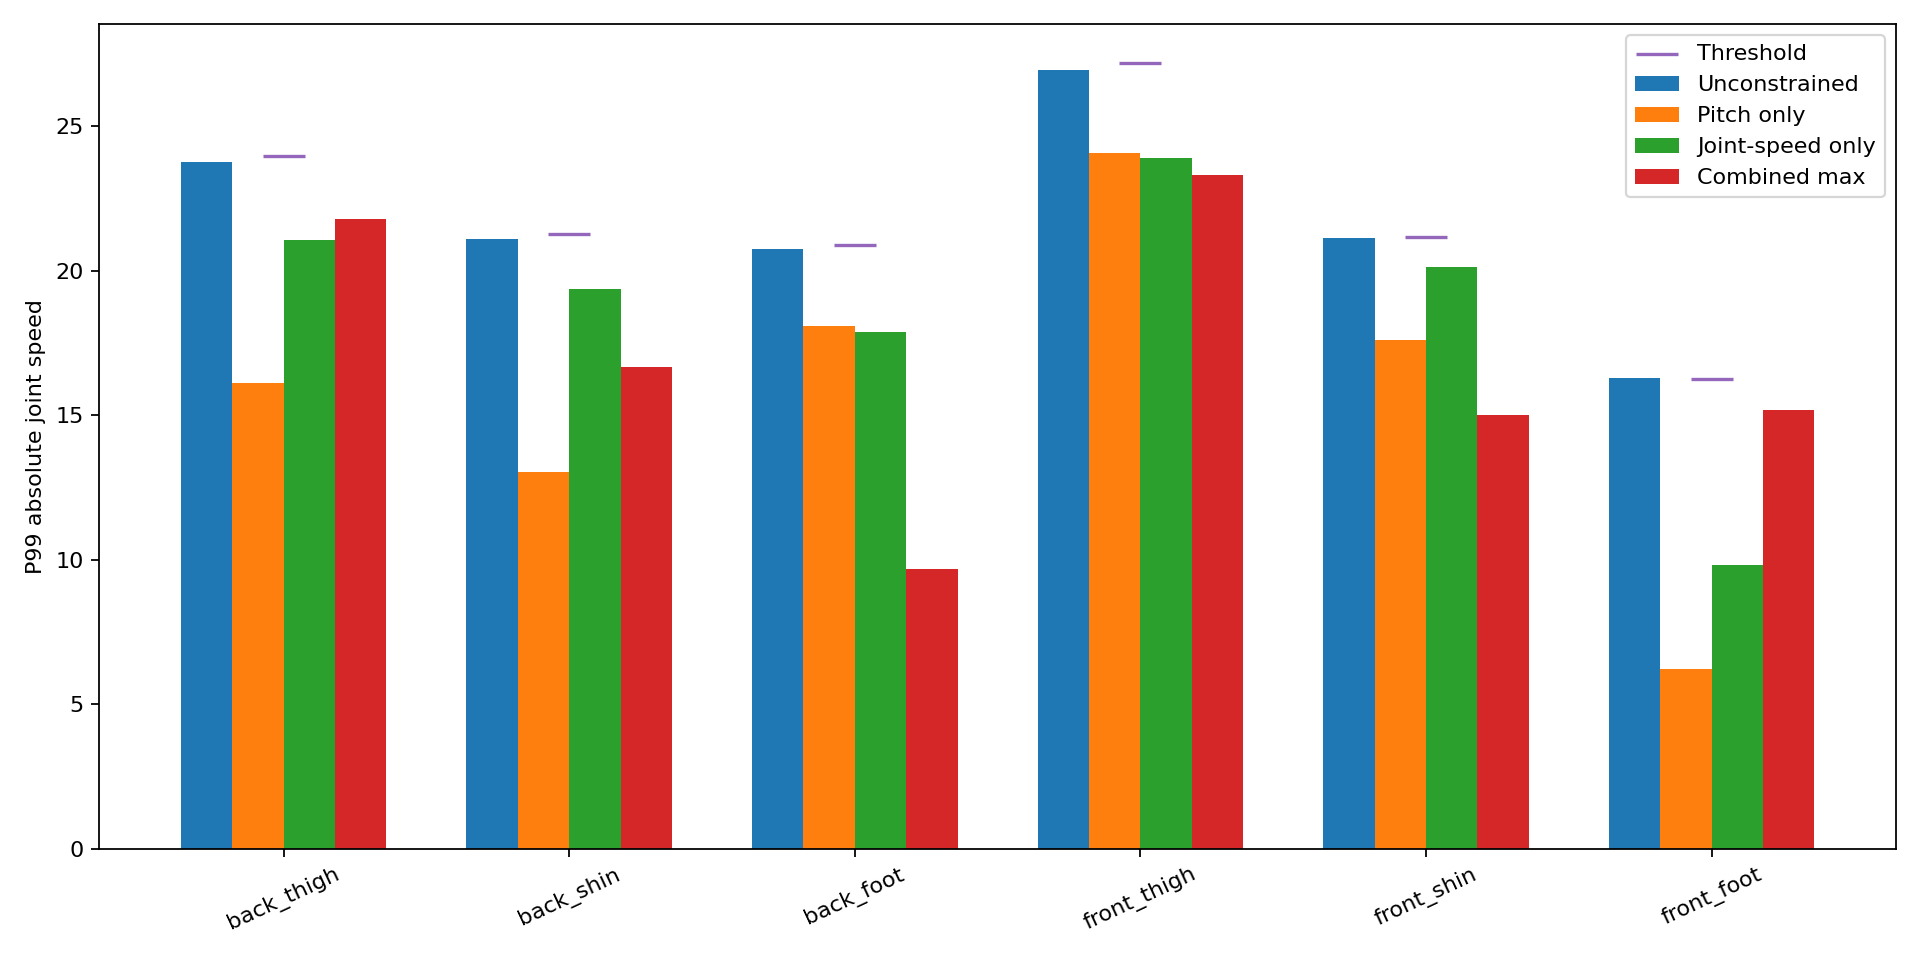 Threshold
Unconstrained
Pitch only
Joint-speed only
Combined max
P99 absolute joint speed
25
20
15
10
5
0
back_thigh
back_shin
back_foot
front_thigh
front_shin
front_foot